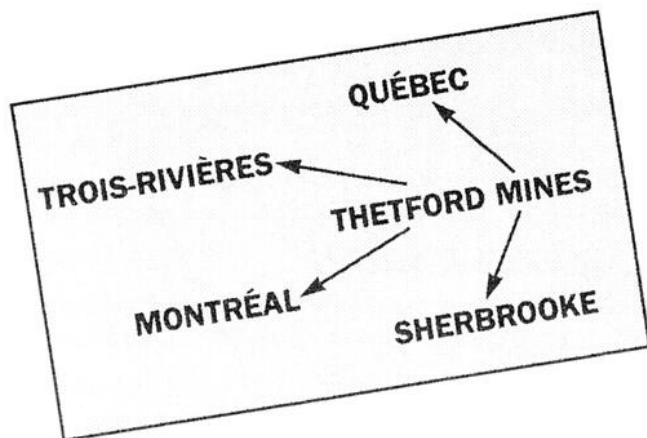 QUÉBEC
TROIS-RIVIÈRES
THETFORD MINES
MONTRÉAL
SHERBROOKE